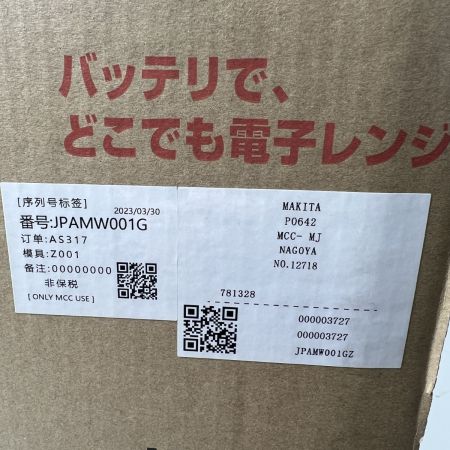 バッテリで、
どこでも電子レンジ
[序列号标签]
2023/03/30
番号:JPAMW001G
订单:AS317
模具:Z001
备注:00000000
非保税
[ ONLY MCC USE ]
MAKITA
P0642
MCC- MJ
NAGOYA
NO.12718
781328
000003727
000003727
JPAMW001GZ